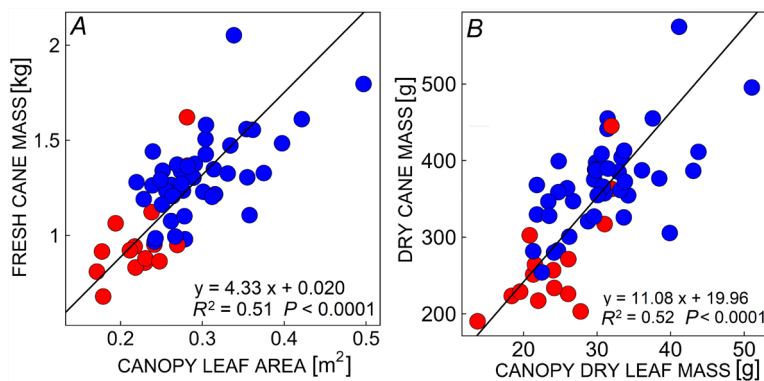 A
FRESH CANE MASS [kg]
2
1.5
1
0.2
0.3
0.4
0.5
y = 4.33 x + 0.020
R² = 0.51 P < 0.0001
CANOPY LEAF AREA [m²]
B
DRY CANE MASS [g]
500
400
300
200
20
30
40
50
y = 11.08 x + 19.96
R² = 0.52 P < 0.0001
CANOPY DRY LEAF MASS [g]